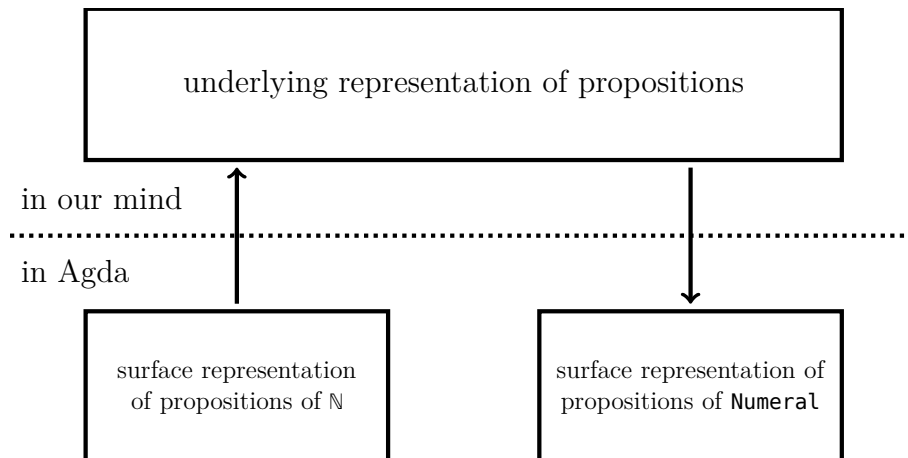 underlying representation of propositions
in our mind
in Agda
surface representation
of propositions of ℕ
surface representation of
propositions of Numeral